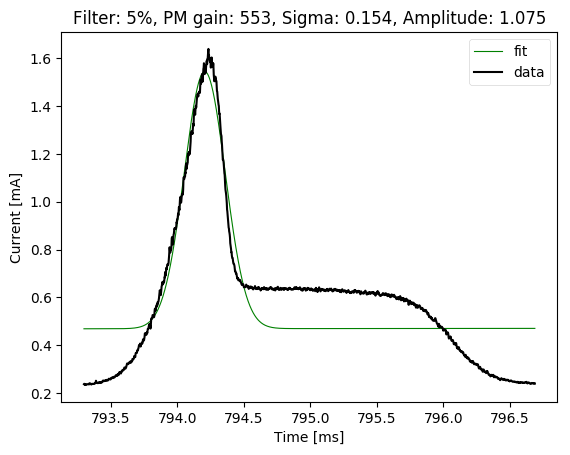 Filter: 5%, PM gain: 553, Sigma: 0.154, Amplitude: 1.075
fit
data
Current [mA]
1.6
1.4
1.2
1.0
0.8
0.6
0.4
0.2
793.5 794.0 794.5 795.0 795.5 796.0 796.5
Time [ms]